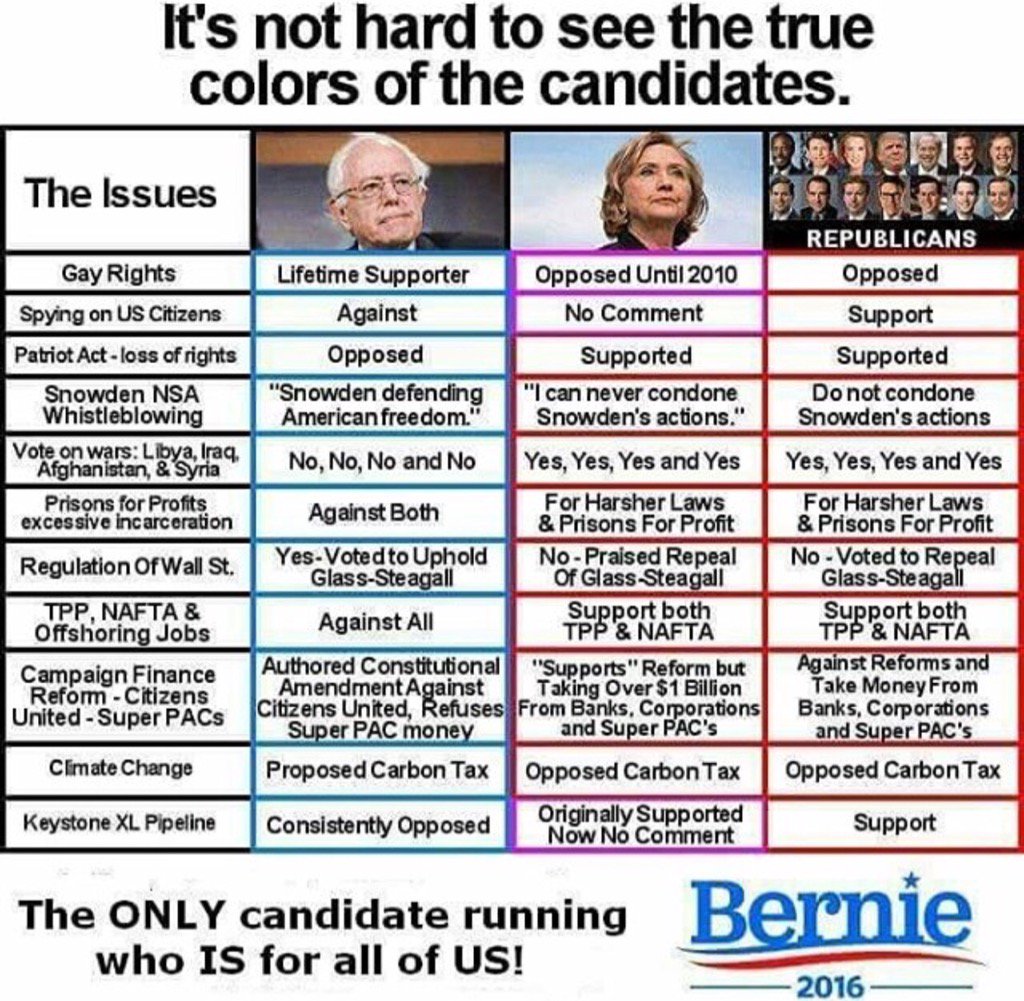 It's not hard to see the true
colors of the candidates.
The Issues
REPUBLICANS
Gay Rights
Lifetime Supporter
Opposed Until 2010
Opposed
Spying on US Citizens
Against
No Comment
Support
Patriot Act - loss of rights
Opposed
Supported
Supported
Snowden NSA
Whistleblowing
"Snowden defending
American freedom."
"I can never condone
Snowden's actions."
Do not condone
Snowden's actions
Vote on wars: Libya, Iraq,
Afghanistan, & Syria
No, No, No and No
Yes, Yes, Yes and Yes
Yes, Yes, Yes and Yes
Prisons for Profits
excessive incarceration
Against Both
For Harsher Laws
& Prisons For Profit
For Harsher Laws
& Prisons For Profit
Regulation Of Wall St.
Yes-Voted to Uphold
Glass-Steagall
No - Praised Repeal
Of Glass-Steagall
No - Voted to Repeal
Glass-Steagall
TPP, NAFTA &
Offshoring Jobs
Against All
Support both
TPP & NAFTA
Support both
TPP & NAFTA
Campaign Finance
Reform - Citizens
United - Super PACs
Authored Constitutional
Amendment Against
Citizens United, Refuses
Super PAC money
"Supports" Reform but
Taking Over $1 Billion
From Banks, Corporations
and Super PAC's
Against Reforms and
Take Money From
Banks, Corporations
and Super PAC's
Climate Change
Proposed Carbon Tax
Opposed Carbon Tax
Opposed Carbon Tax
Keystone XL Pipeline
Consistently Opposed
Originally Supported
Now No Comment
Support
The ONLY candidate running
who IS for all of US!
Bernie
2016